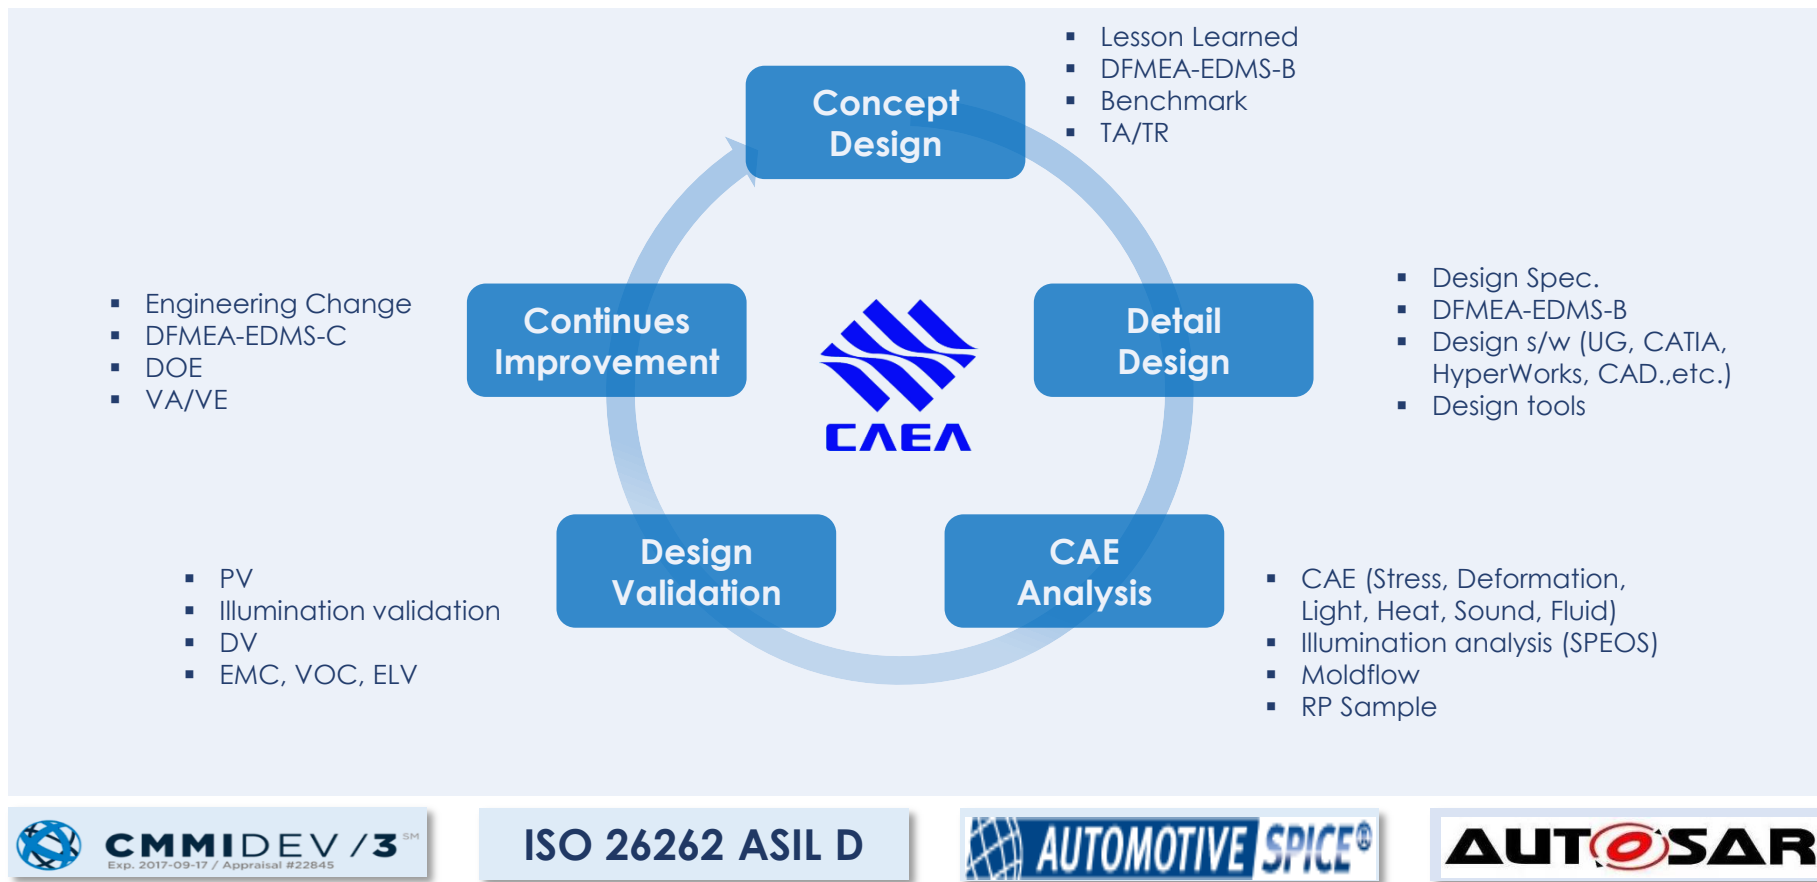 Concept
Design
▪ Lesson Learned
▪ DFMEA-EDMS-B
▪ Benchmark
▪ TA/TR
Detail
Design
▪ Design Spec.
▪ DFMEA-EDMS-B
▪ Design s/w (UG, CATIA,
HyperWorks, CAD.,etc.)
▪ Design tools
CAE
Analysis
▪ CAE (Stress, Deformation,
Light, Heat, Sound, Fluid)
▪ Illumination analysis (SPEOS)
▪ Moldflow
▪ RP Sample
Design
Validation
▪ PV
▪ Illumination validation
▪ DV
▪ EMC, VOC, ELV
Continues
Improvement
▪ Engineering Change
▪ DFMEA-EDMS-C
▪ DOE
▪ VA/VE
CAEA
CMMIDEV/3 SM
Exp. 2017-09-17 / Appraisal #22845
ISO 26262 ASIL D
AUTOMOTIVE SPICE®
AUTOSAR